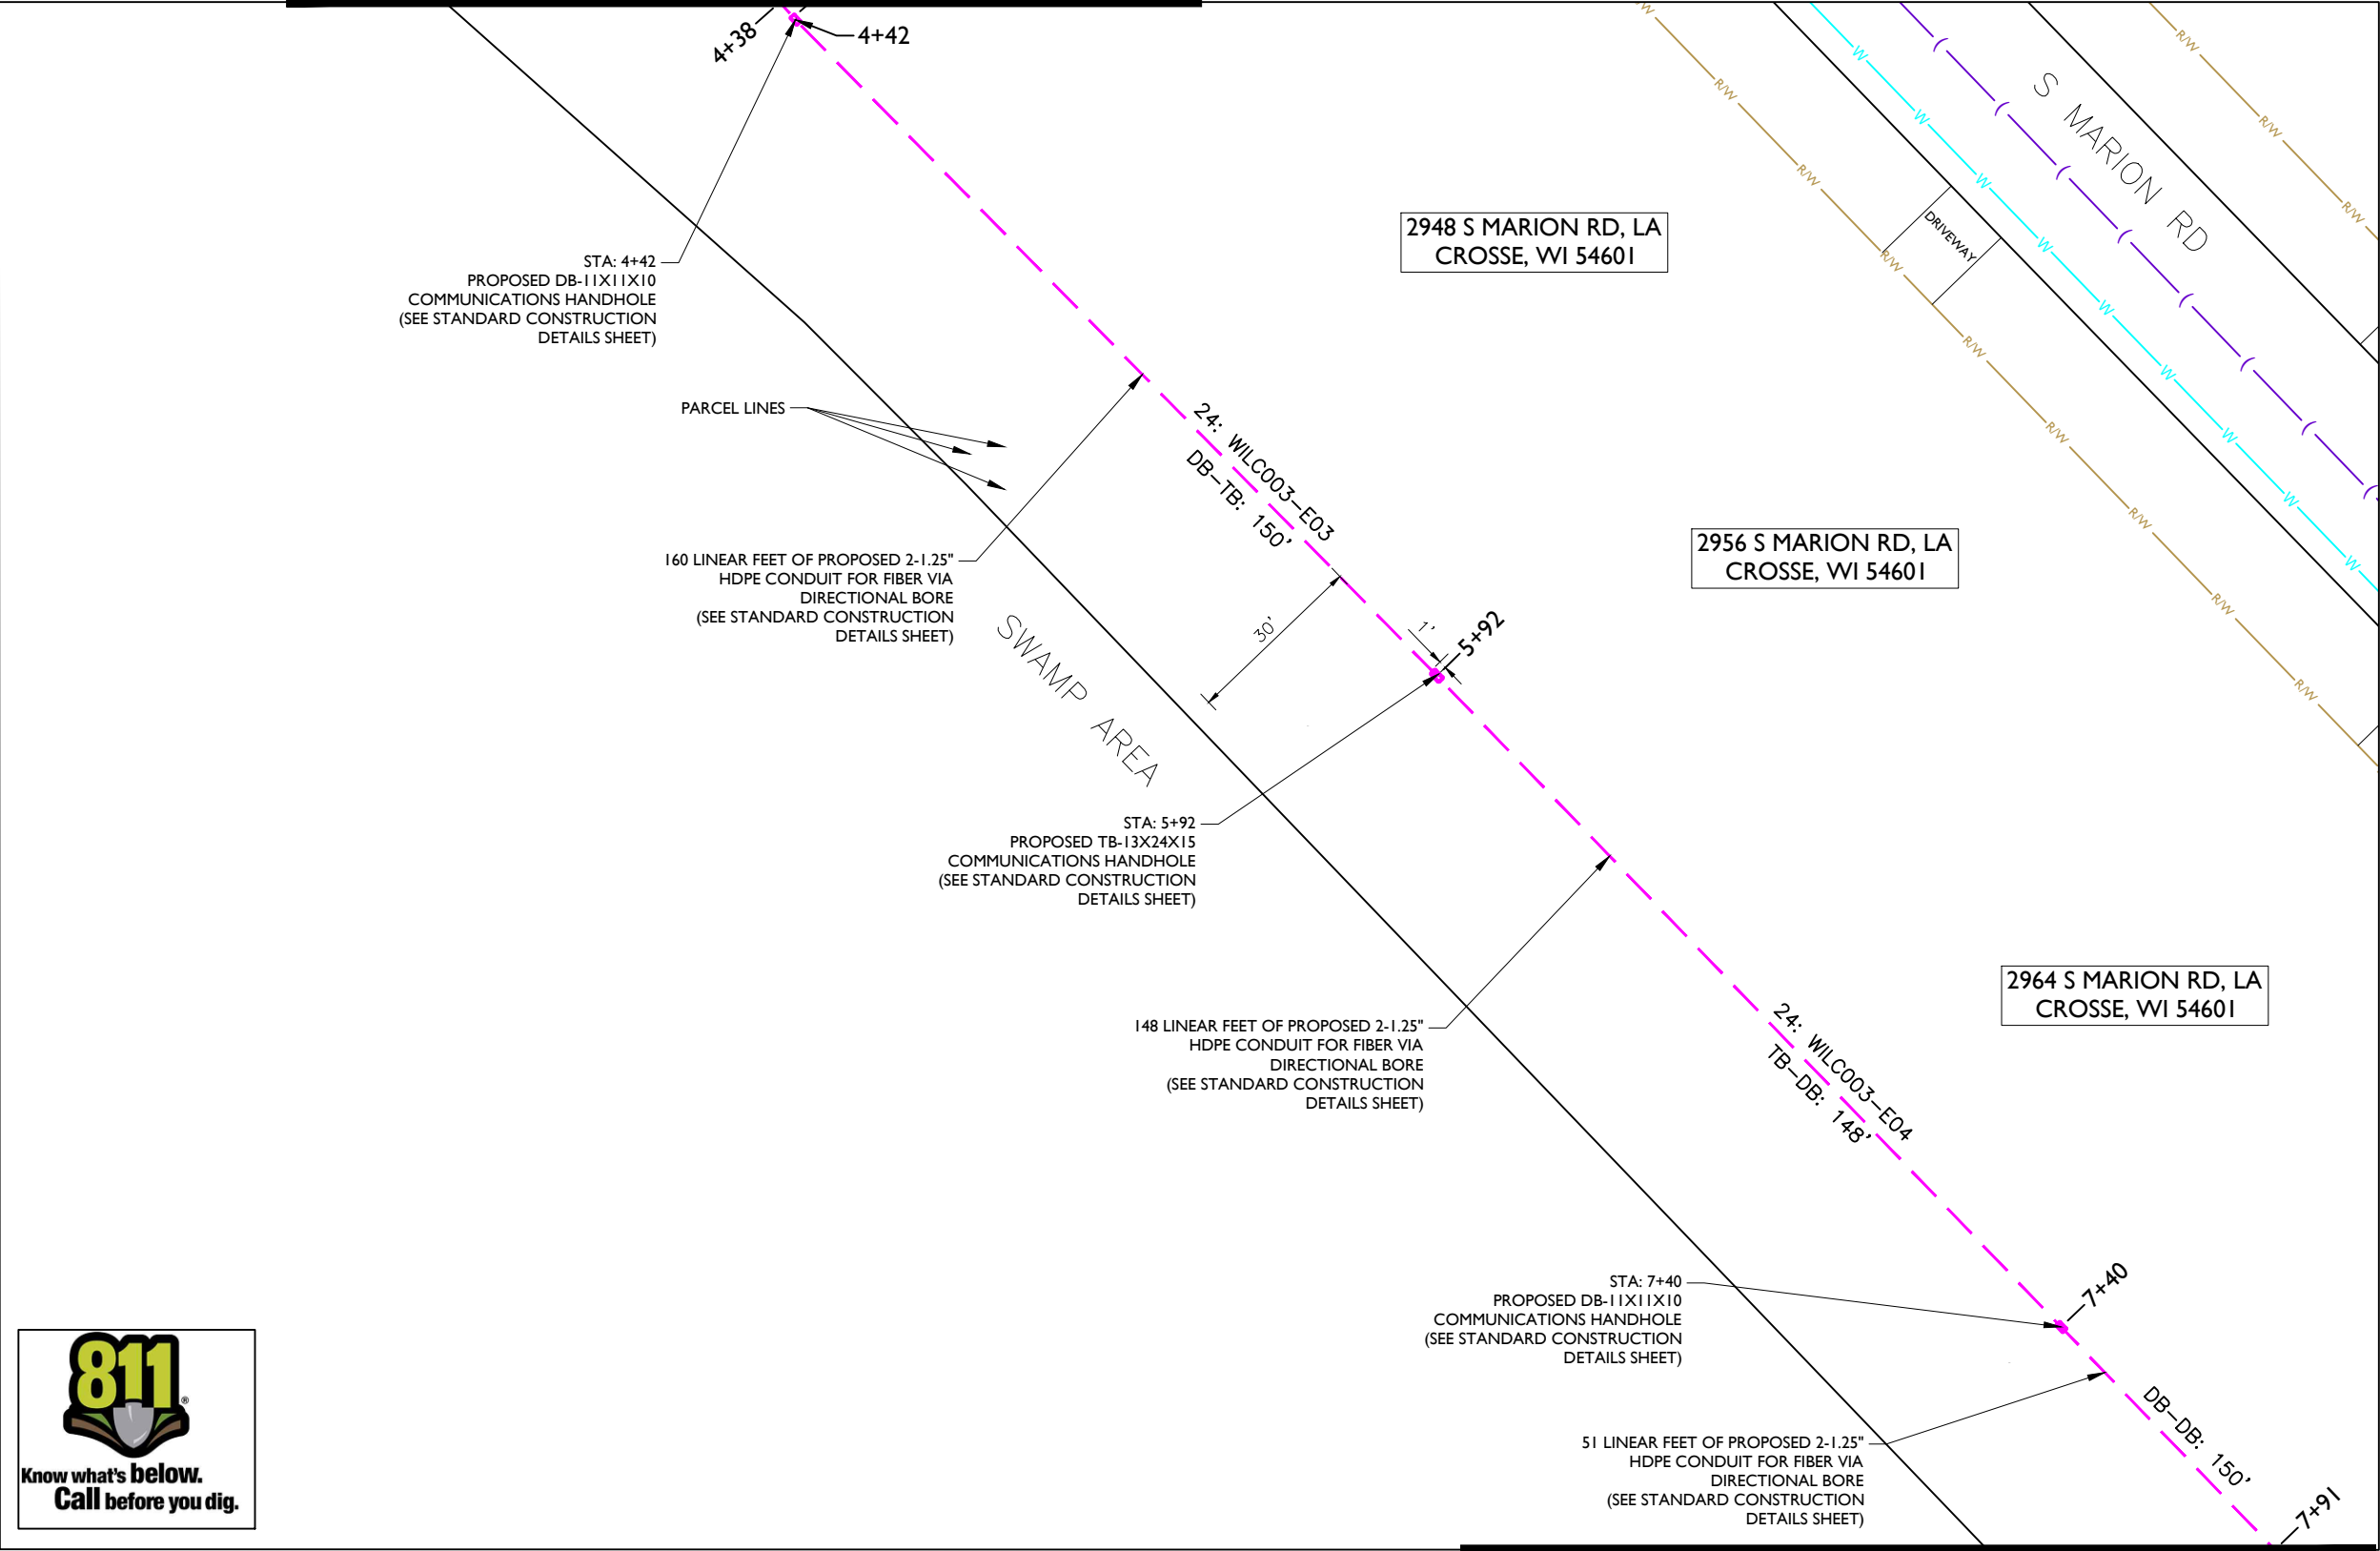 4+38
4+42
S MARION RD
R/W
R/W
R/W
R/W
R/W
R/W
R/W
R/W
R/W
R/W
R/W
R/W
R/W
R/W
W
W
W
W
W
W
W
W
W
DRIVEWAY
2948 S MARION RD, LA
CROSSE, WI 54601
STA: 4+42
PROPOSED DB-11X11X10
COMMUNICATIONS HANDHOLE
(SEE STANDARD CONSTRUCTION
DETAILS SHEET)
PARCEL LINES
24: WILC003-E03
DB-TB: 150'
160 LINEAR FEET OF PROPOSED 2-1.25"
HDPE CONDUIT FOR FIBER VIA
DIRECTIONAL BORE
(SEE STANDARD CONSTRUCTION
DETAILS SHEET)
2956 S MARION RD, LA
CROSSE, WI 54601
30'
1'
5+92
SWAMP AREA
STA: 5+92
PROPOSED TB-13X24X15
COMMUNICATIONS HANDHOLE
(SEE STANDARD CONSTRUCTION
DETAILS SHEET)
2964 S MARION RD, LA
CROSSE, WI 54601
148 LINEAR FEET OF PROPOSED 2-1.25"
HDPE CONDUIT FOR FIBER VIA
DIRECTIONAL BORE
(SEE STANDARD CONSTRUCTION
DETAILS SHEET)
24: WILC003-E04
TB-DB: 148'
STA: 7+40
PROPOSED DB-11X11X10
COMMUNICATIONS HANDHOLE
(SEE STANDARD CONSTRUCTION
DETAILS SHEET)
7+40
51 LINEAR FEET OF PROPOSED 2-1.25"
HDPE CONDUIT FOR FIBER VIA
DIRECTIONAL BORE
(SEE STANDARD CONSTRUCTION
DETAILS SHEET)
DB-DB: 150'
7+91
811®
Know what's below.
Call before you dig.